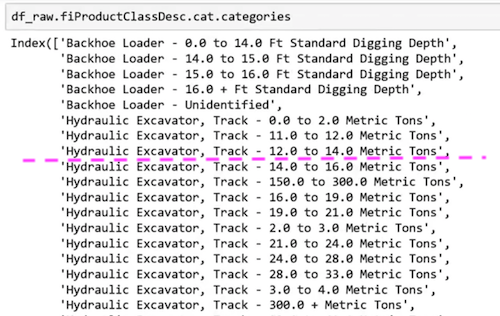 df_raw.fiProductClassDesc.cat.categories
Index(['Backhoe Loader - 0.0 to 14.0 Ft Standard Digging Depth',
'Backhoe Loader - 14.0 to 15.0 Ft Standard Digging Depth',
'Backhoe Loader - 15.0 to 16.0 Ft Standard Digging Depth',
'Backhoe Loader - 16.0 + Ft Standard Digging Depth',
'Backhoe Loader - Unidentified',
'Hydraulic Excavator, Track - 0.0 to 2.0 Metric Tons',
'Hydraulic Excavator, Track - 11.0 to 12.0 Metric Tons',
'Hydraulic Excavator, Track - 12.0 to 14.0 Metric Tons',
'Hydraulic Excavator, Track - 14.0 to 16.0 Metric Tons',
'Hydraulic Excavator, Track - 150.0 to 300.0 Metric Tons',
'Hydraulic Excavator, Track - 16.0 to 19.0 Metric Tons',
'Hydraulic Excavator, Track - 19.0 to 21.0 Metric Tons',
'Hydraulic Excavator, Track - 2.0 to 3.0 Metric Tons',
'Hydraulic Excavator, Track - 21.0 to 24.0 Metric Tons',
'Hydraulic Excavator, Track - 24.0 to 28.0 Metric Tons',
'Hydraulic Excavator, Track - 28.0 to 33.0 Metric Tons',
'Hydraulic Excavator, Track - 3.0 to 4.0 Metric Tons',
'Hydraulic Excavator, Track - 300.0 + Metric Tons',